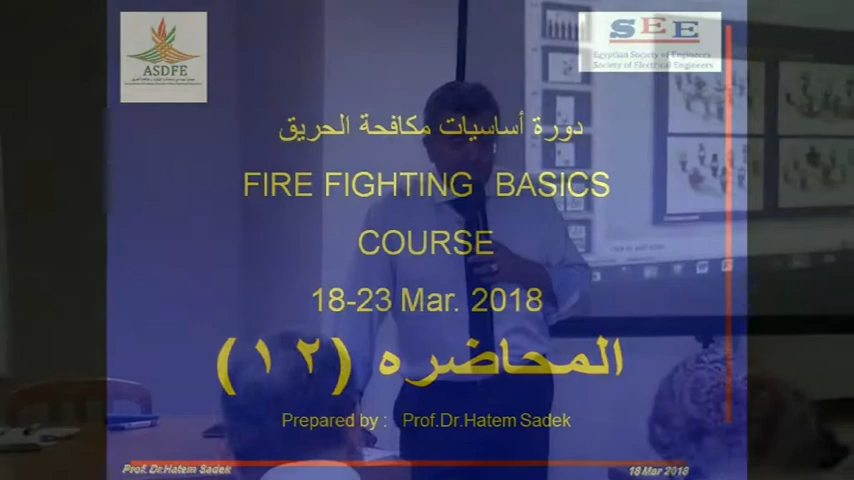 ASDFE
SEE
Egyptian Society of Engineers
Society of Electrical Engineers
دورة أساسيات مكافحة الحريق
FIRE FIGHTING BASICS
COURSE
18-23 Mar. 2018
المحاضره (١٢)
Prepared by : Prof.Dr.Hatem Sadek
Prof. Dr.Hatem Sadek
18 Mar 2018